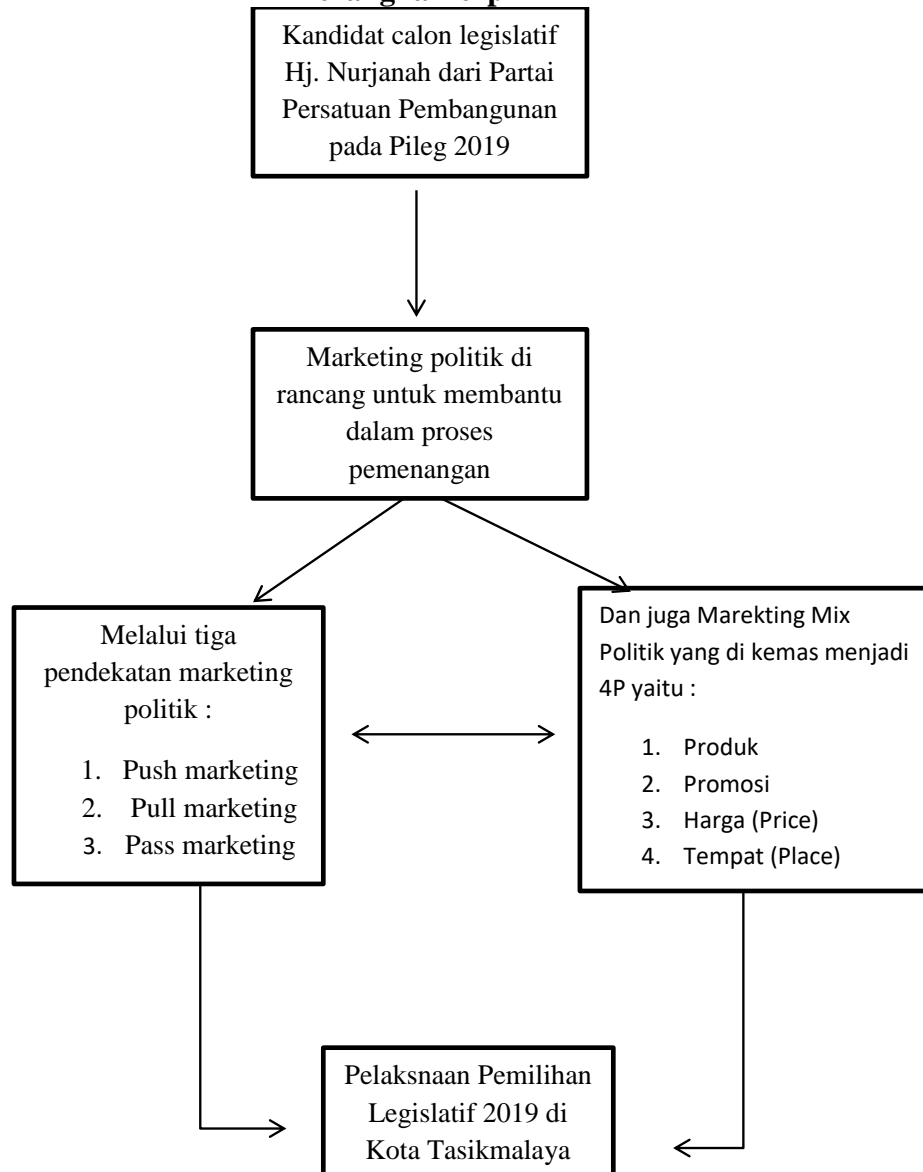 Kandidat calon legislatif
Hj. Nurjanah dari Partai
Persatuan Pembangunan
pada Pileg 2019
Marketing politik di
rancang untuk membantu
dalam proses
pemenangan
Melalui tiga
pendekatan marketing
politik :
1. Push marketing
2. Pull marketing
3. Pass marketing
Dan juga Marekting Mix
Politik yang di kemas menjadi
4P yaitu :
1. Produk
2. Promosi
3. Harga (Price)
4. Tempat (Place)
Pelaksnaan Pemilihan
Legislatif 2019 di
Kota Tasikmalaya